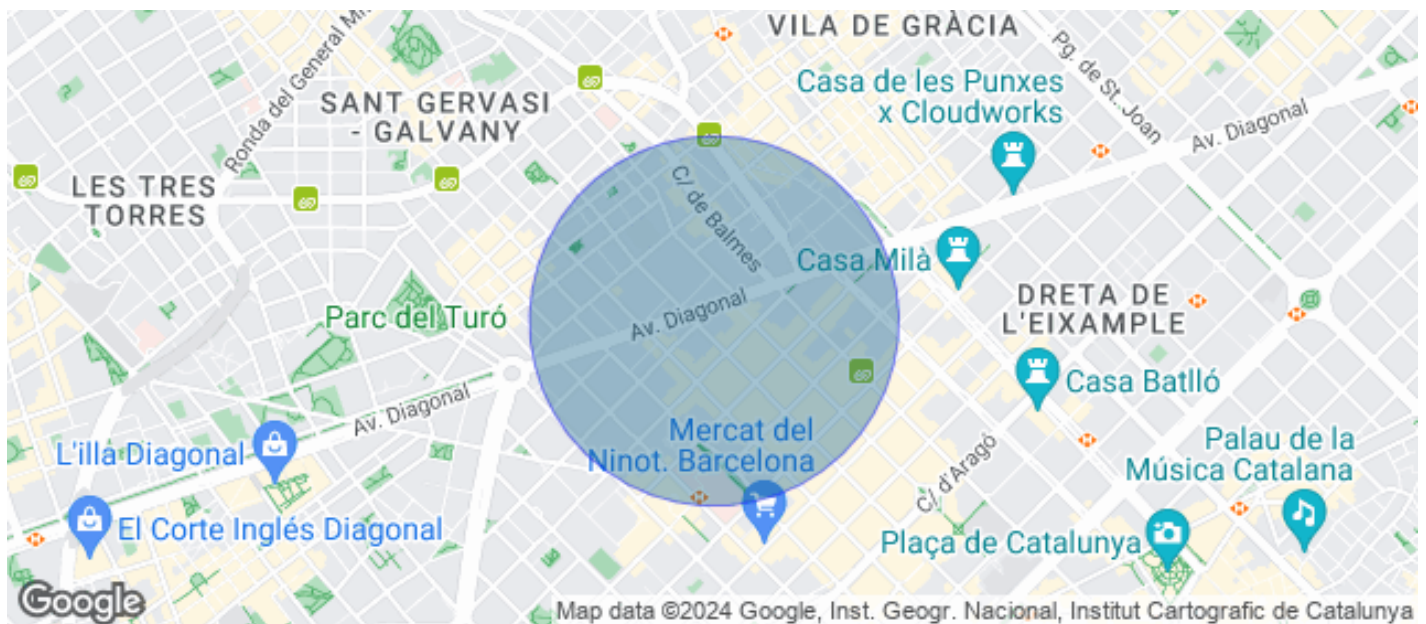 VILA DE GRÀCIA
Ronda del General Mi
Pg. de St. Joan
Casa de les Punxes
x Cloudworks
SANT GERVASI
- GALVANY
Av. Diagonal
LES TRES
TORRES
C/ de Balmes
Casa Milà
DRETA DE
L'EIXAMPLE
Parc del Turó
Av. Diagonal
Casa Batlló
Av. Diagonal
Mercat del
Ninot. Barcelona
L'illa Diagonal
Palau de la
Música Catalana
C/ d'Aragó
El Corte Inglés Diagonal
Plaça de Catalunya
Google
Map data ©2024 Google, Inst. Geogr. Nacional, Institut Cartografic de Catalunya